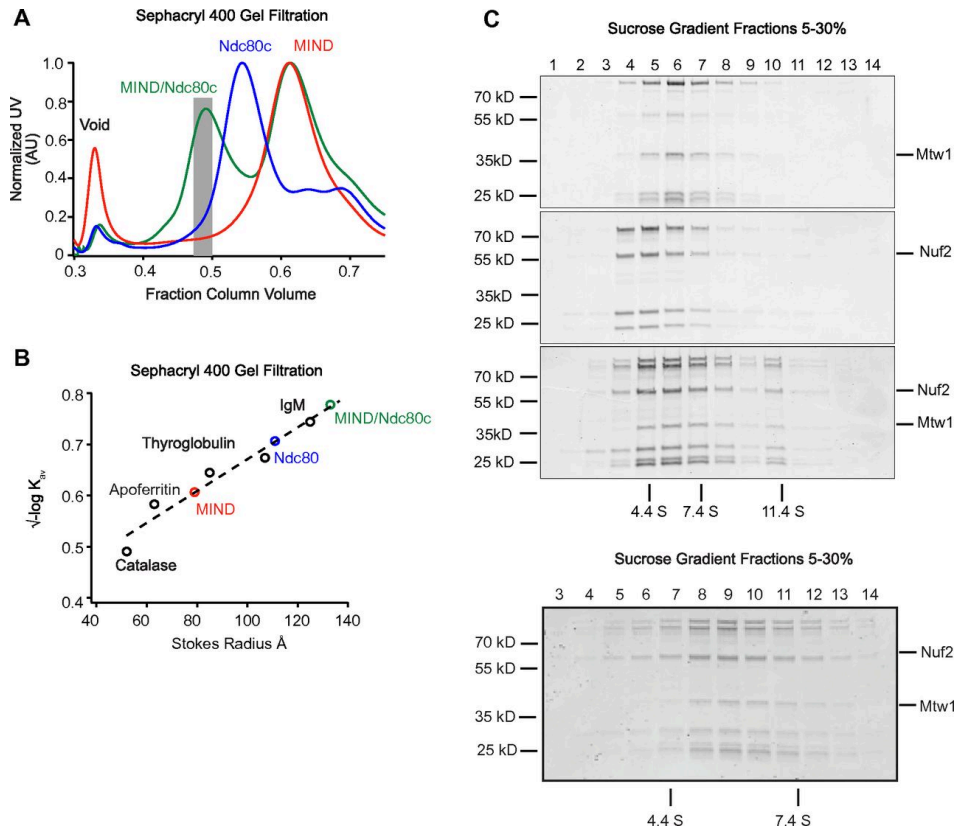 A
Sephacryl 400 Gel Filtration
Ndc80c
MIND
MIND/Ndc80c
Void
Normalized UV
(AU)
1.0
0.8
0.6
0.4
0.2
0
0.3 0.4 0.5 0.6 0.7
Fraction Column Volume
B
Sephacryl 400 Gel Filtration
IgM
MIND/Ndc80c
Thyroglobulin
Ndc80
Apoferritin
MIND
Catalase
√-log Kav
0.8
0.7
0.6
0.5
0.4
40 60 80 100 120 140
Stokes Radius Å
C
Sucrose Gradient Fractions 5-30%
1 2 3 4 5 6 7 8 9 10 11 12 13 14
70 kD
55 kD
35kD
25 kD
Mtw1
70 kD
55 kD
35kD
25 kD
Nuf2
70 kD
55 kD
35kD
25 kD
Nuf2
Mtw1
4.4 S 7.4 S 11.4 S
Sucrose Gradient Fractions 5-30%
3 4 5 6 7 8 9 10 11 12 13 14
70 kD
55 kD
35 kD
25 kD
Nuf2
Mtw1
4.4 S 7.4 S